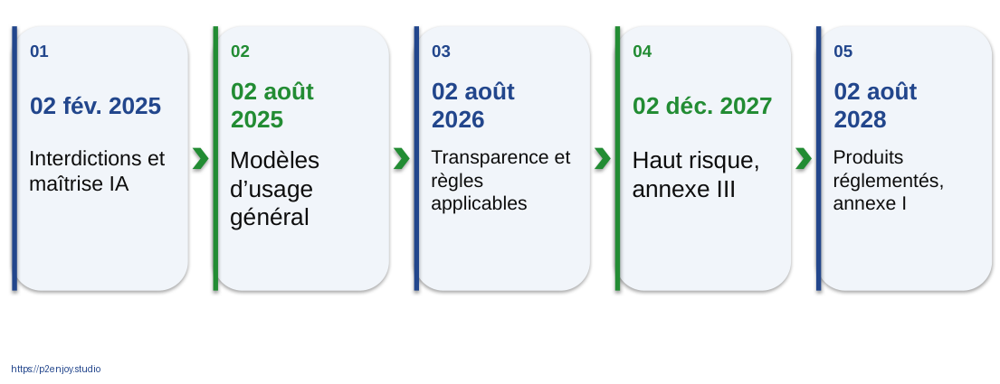 01
02 fév. 2025
Interdictions et
maîtrise IA
02
02 août
2025
Modèles
d’usage
général
03
02 août
2026
Transparence et
règles
applicables
04
02 déc. 2027
Haut risque,
annexe III
05
02 août
2028
Produits
réglementés,
annexe I
https://p2enjoy.studio